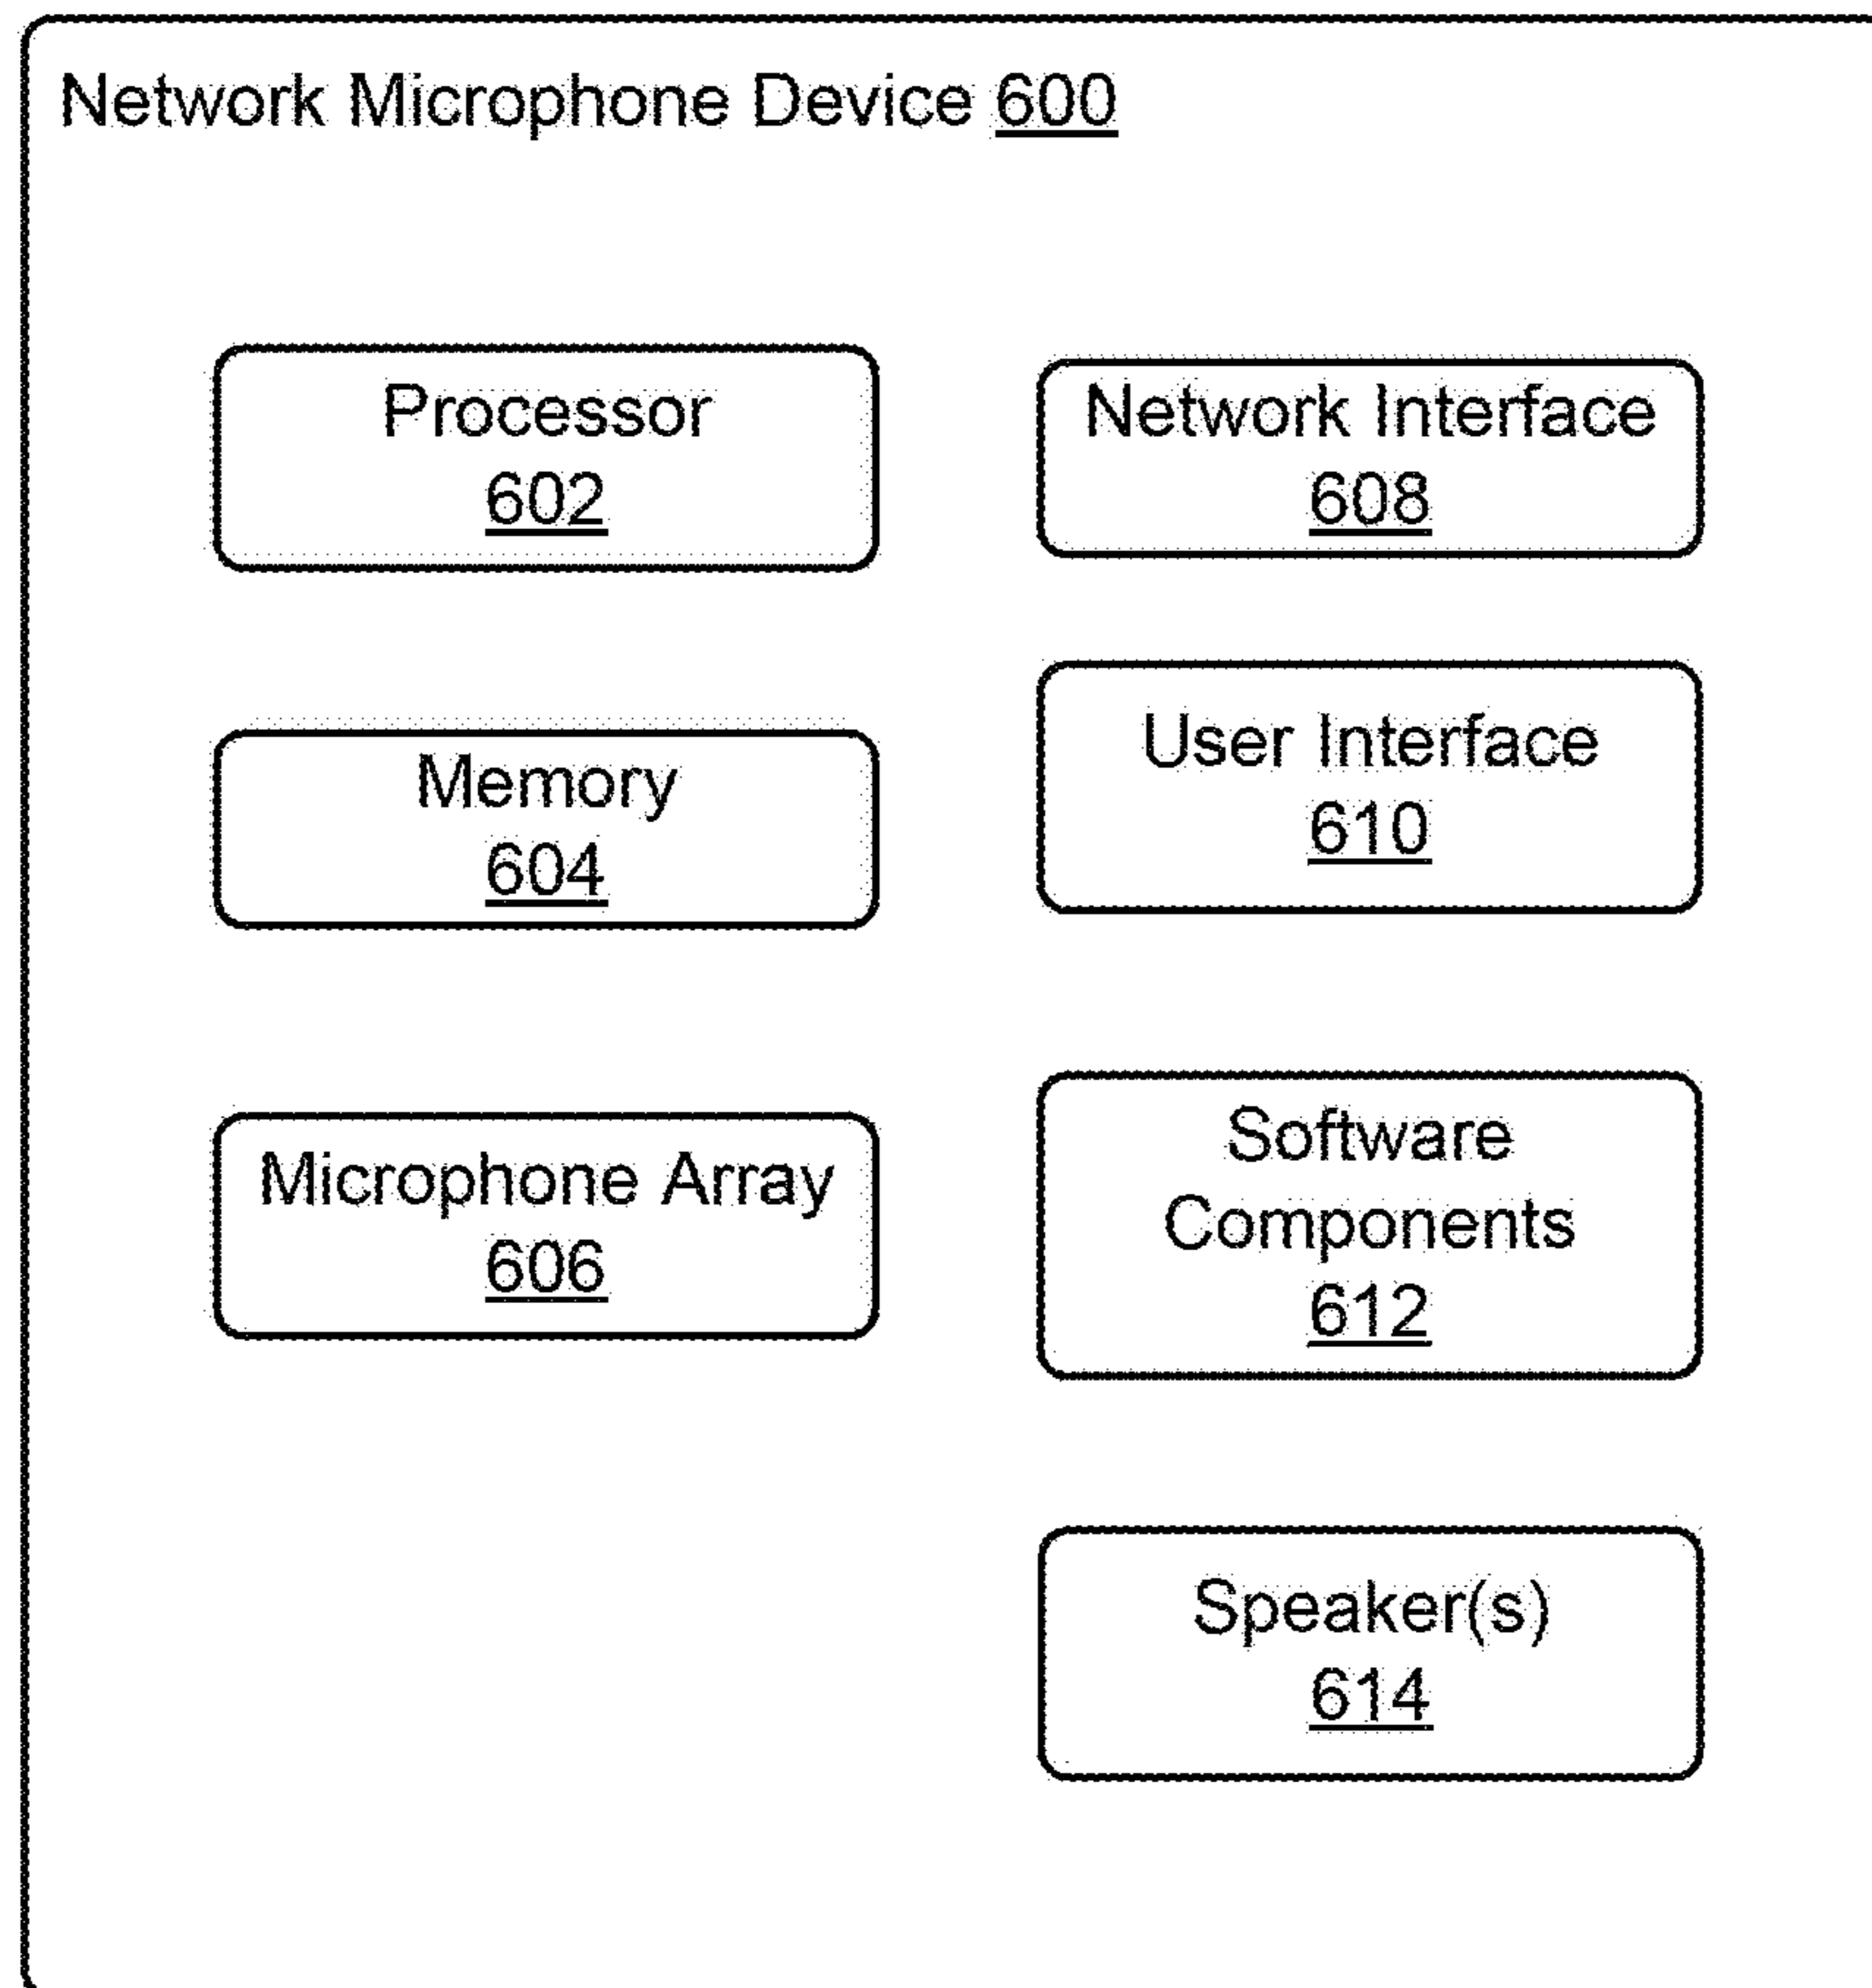 Network Microphone Device 600
Processor
602
Memory
604
Microphone Array
606
Network Interface
608
User Interface
610
Software
Components
612
Speaker(s)
614